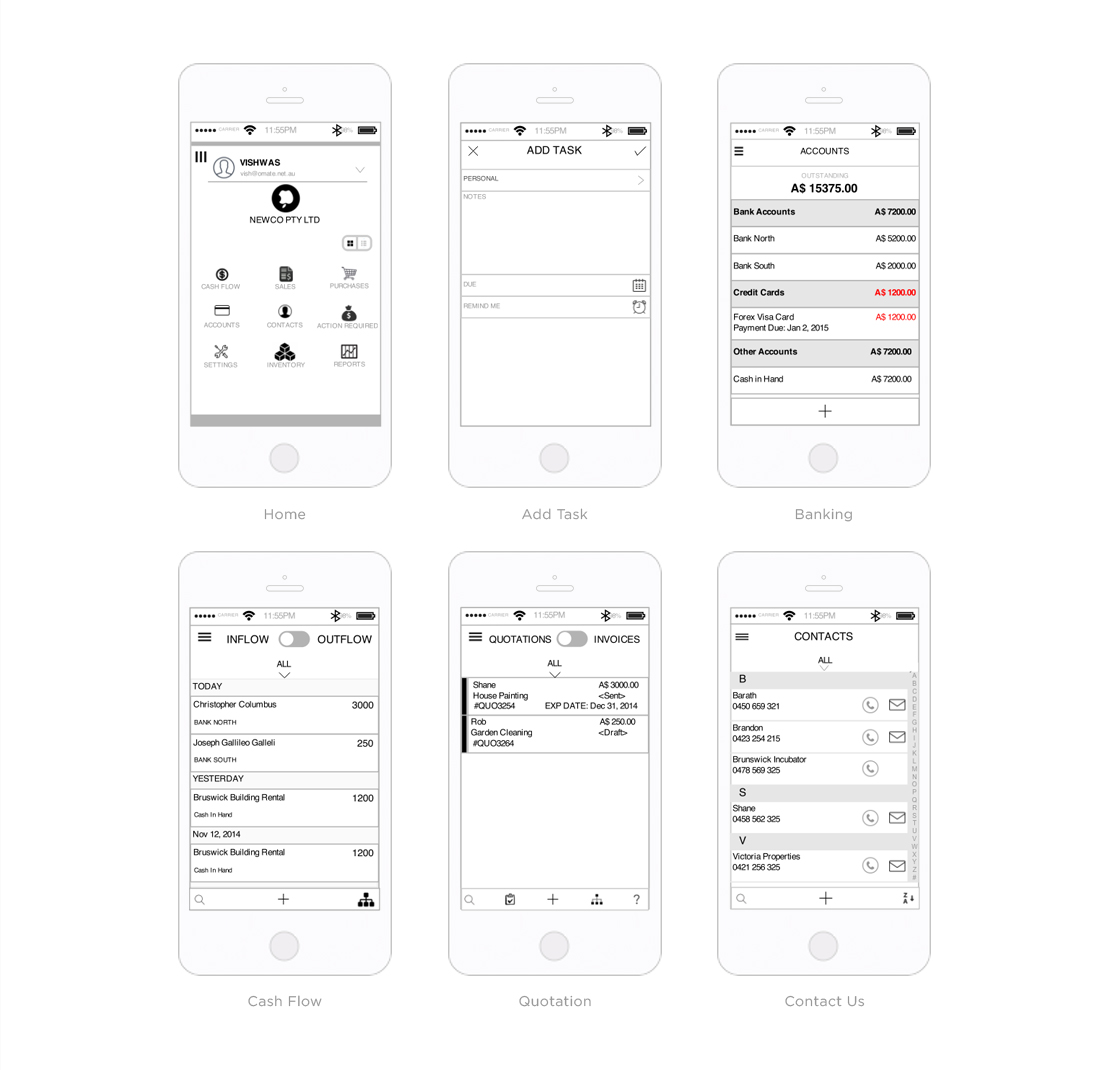 CARRIER 11:55PM
VISHWAS
vish@omate.net.au
NEWCO PTY LTD
CASH FLOW SALES PURCHASES
ACCOUNTS CONTACTS ACTION REQUIRED
SETTINGS INVENTORY REPORTS
Home
CARRIER 11:55PM
ADD TASK
PERSONAL
NOTES
DUE
REMIND ME
Add Task
CARRIER 11:55PM
ACCOUNTS
OUTSTANDING
A$ 15375.00
Bank Accounts A$ 7200.00
Bank North A$ 5200.00
Bank South A$ 2000.00
Credit Cards A$ 1200.00
Forex Visa Card A$ 1200.00
Payment Due: Jan 2, 2015
Other Accounts A$ 7200.00
Cash in Hand A$ 7200.00
Banking
CARRIER 11:55PM
INFLOW OUTFLOW
ALL
TODAY
Christopher Columbus 3000
BANK NORTH
Joseph Gallileo Galleli 250
BANK SOUTH
YESTERDAY
Bruswick Building Rental 1200
Cash In Hand
Nov 12, 2014
Bruswick Building Rental 1200
Cash In Hand
Cash Flow
CARRIER 11:55PM
QUOTATIONS INVOICES
ALL
Shane A$ 3000.00
House Painting <Sent>
#QUO3254 EXP DATE: Dec 31, 2014
Rob A$ 250.00
Garden Cleaning <Draft>
#QUO3264
?
Quotation
CARRIER 11:55PM
CONTACTS
ALL
B
Barath
0450 659 321
Brandon
0423 254 215
Brunswick Incubator
0478 569 325
S
Shane
0458 562 325
V
Victoria Properties
0421 256 325
A
B
C
D
E
F
G
H
I
J
K
L
M
N
O
P
Q
R
S
T
U
V
W
X
Y
Z
#
Z
A
Contact Us